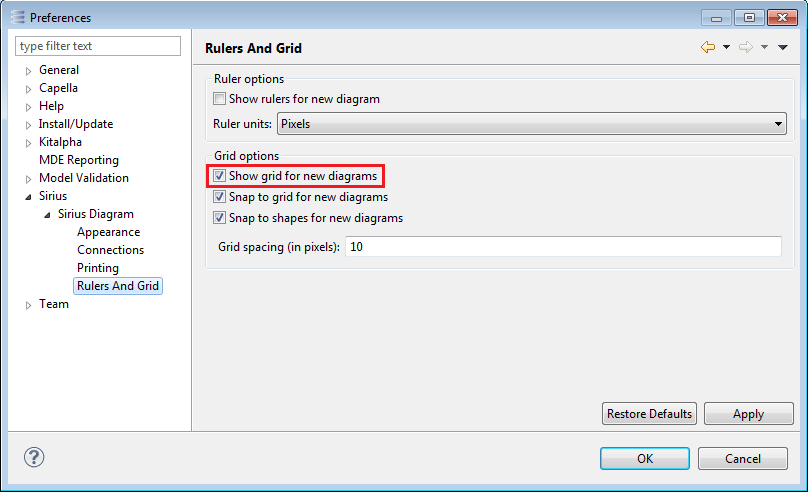 Preferences
type filter text
General
Capella
Help
Install/Update
Kitalpha
MDE Reporting
Model Validation
Sirius
Sirius Diagram
Appearance
Connections
Printing
Rulers And Grid
Team
Rulers And Grid
Ruler options
Show rulers for new diagram
Ruler units: Pixels
Grid options
Show grid for new diagrams
Snap to grid for new diagrams
Snap to shapes for new diagrams
Grid spacing (in pixels): 10
Restore Defaults Apply
? OK Cancel